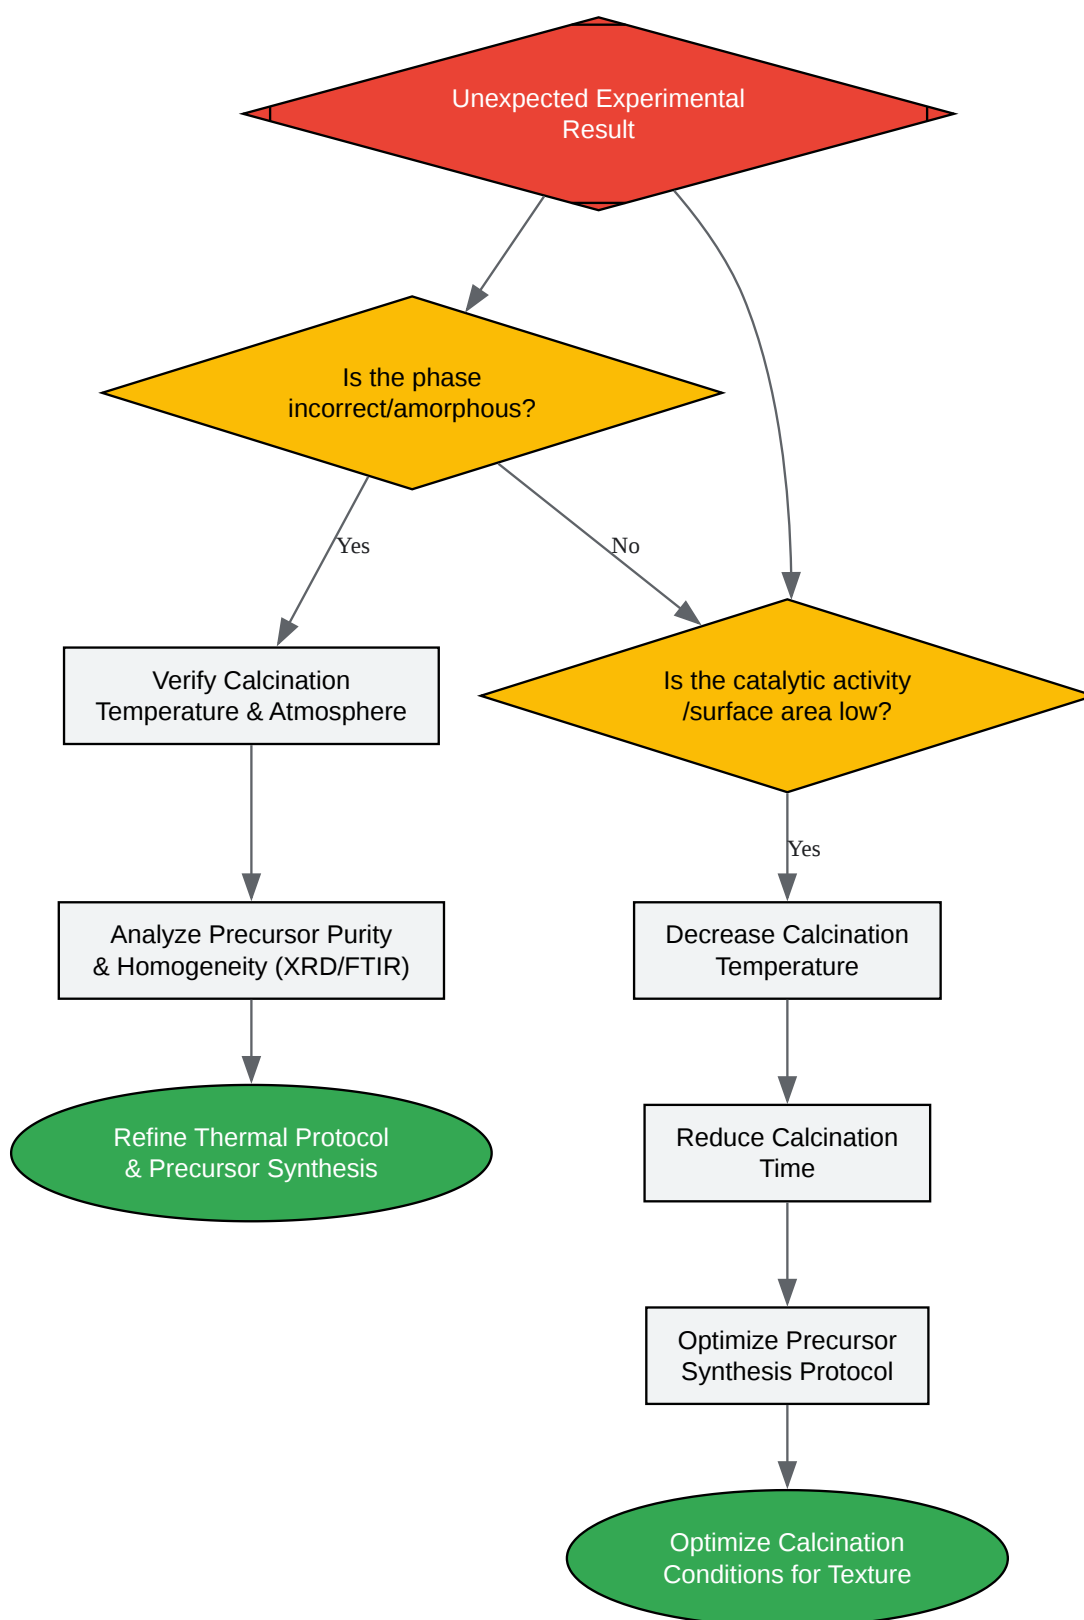 Unexpected Experimental
Result
Is the phase
incorrect/amorphous?
Yes
No
Verify Calcination
Temperature & Atmosphere
Is the catalytic activity
/surface area low?
Yes
Analyze Precursor Purity
& Homogeneity (XRD/FTIR)
Decrease Calcination
Temperature
Refine Thermal Protocol
& Precursor Synthesis
Reduce Calcination
Time
Optimize Precursor
Synthesis Protocol
Optimize Calcination
Conditions for Texture